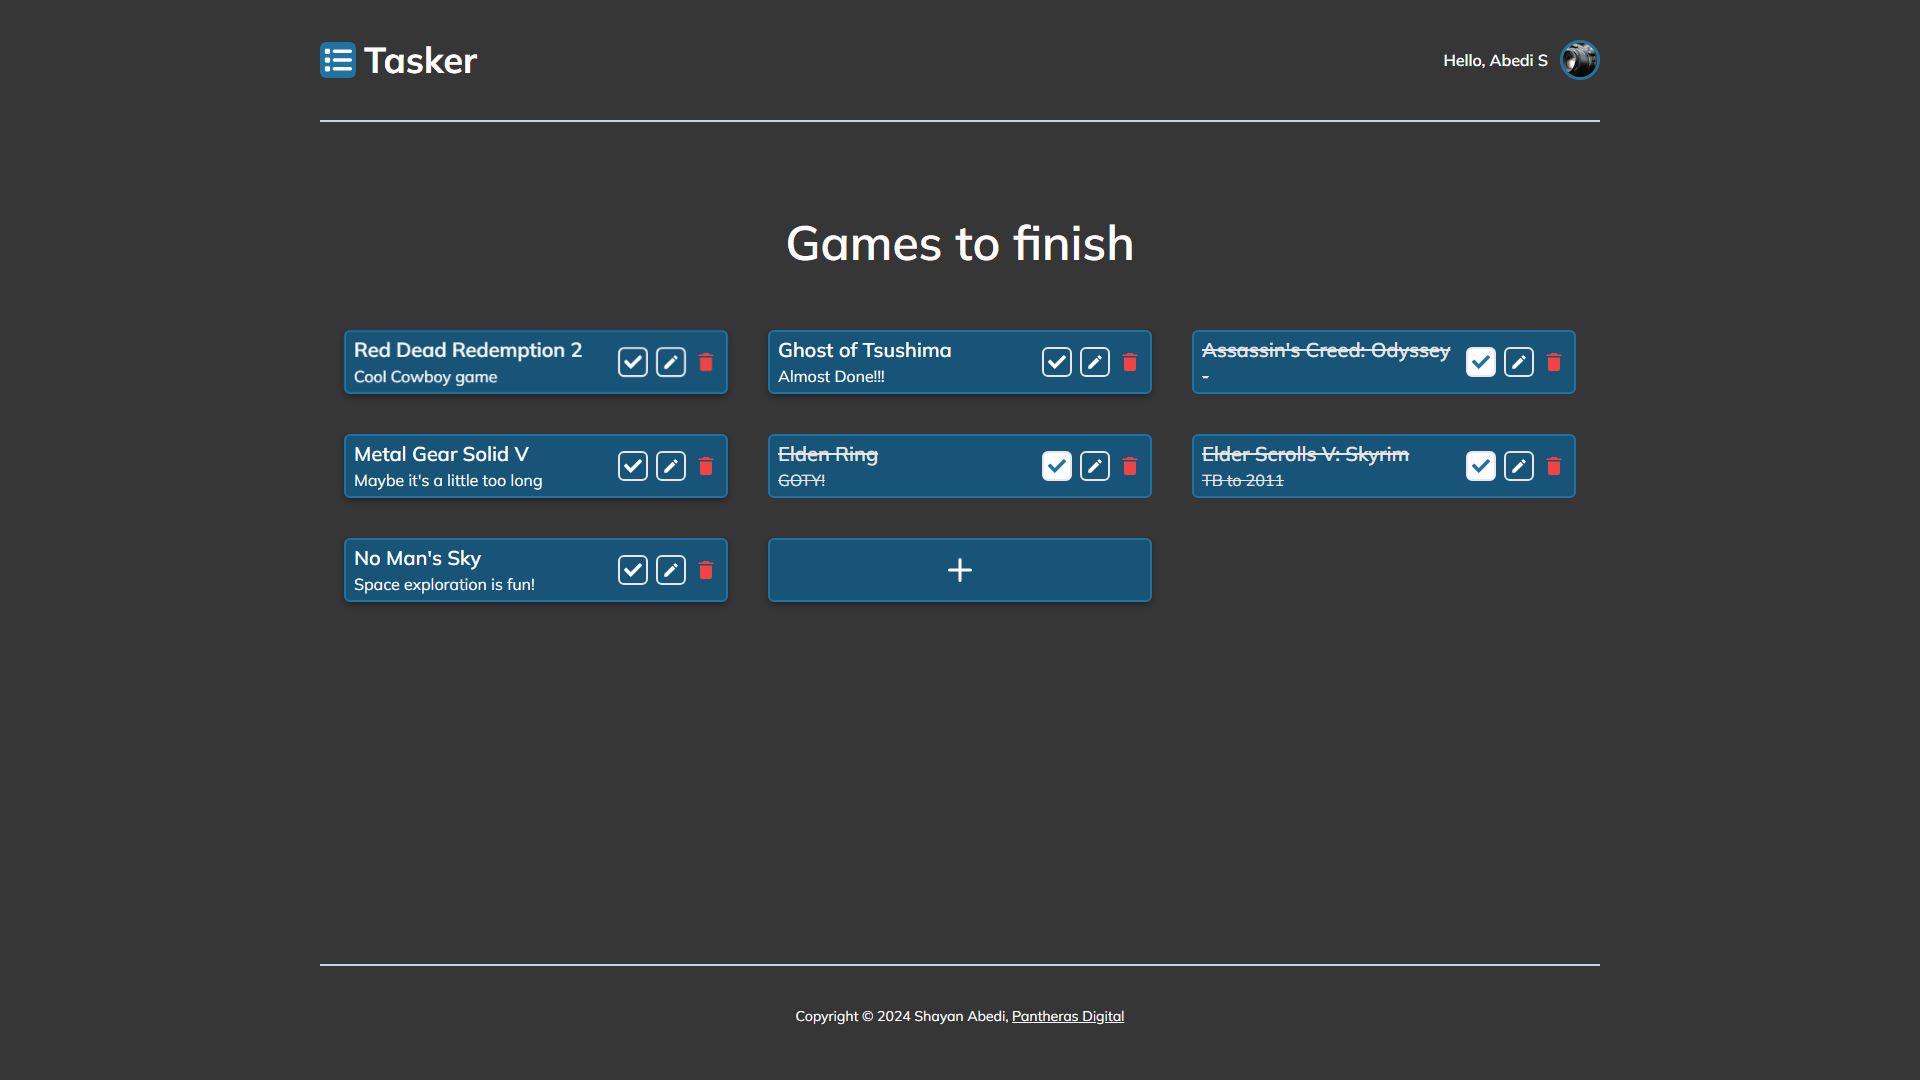 Tasker
Hello, Abedi S
Games to finish
Red Dead Redemption 2
Cool Cowboy game
Ghost of Tsushima
Almost Done!!!
Assassin's Creed: Odyssey
-
Metal Gear Solid V
Maybe it's a little too long
Elden Ring
GOTY!
Elder Scrolls V: Skyrim
TB to 2011
No Man's Sky
Space exploration is fun!
Copyright © 2024 Shayan Abedi, Pantheras Digital